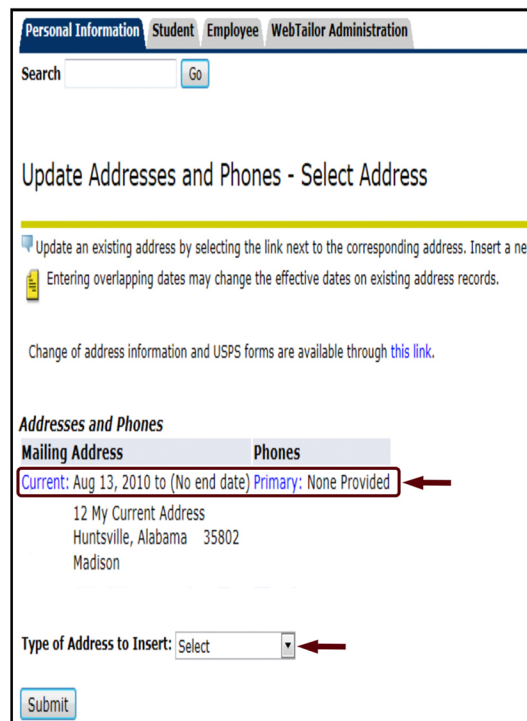 Personal Information Student Employee WebTailor Administration
Search Go
Update Addresses and Phones - Select Address
Update an existing address by selecting the link next to the corresponding address. Insert a ne
Entering overlapping dates may change the effective dates on existing address records.
Change of address information and USPS forms are available through this link.
Addresses and Phones
Mailing Address Phones
Current: Aug 13, 2010 to (No end date) Primary: None Provided
12 My Current Address
Huntsville, Alabama 35802
Madison
Type of Address to Insert: Select
Submit